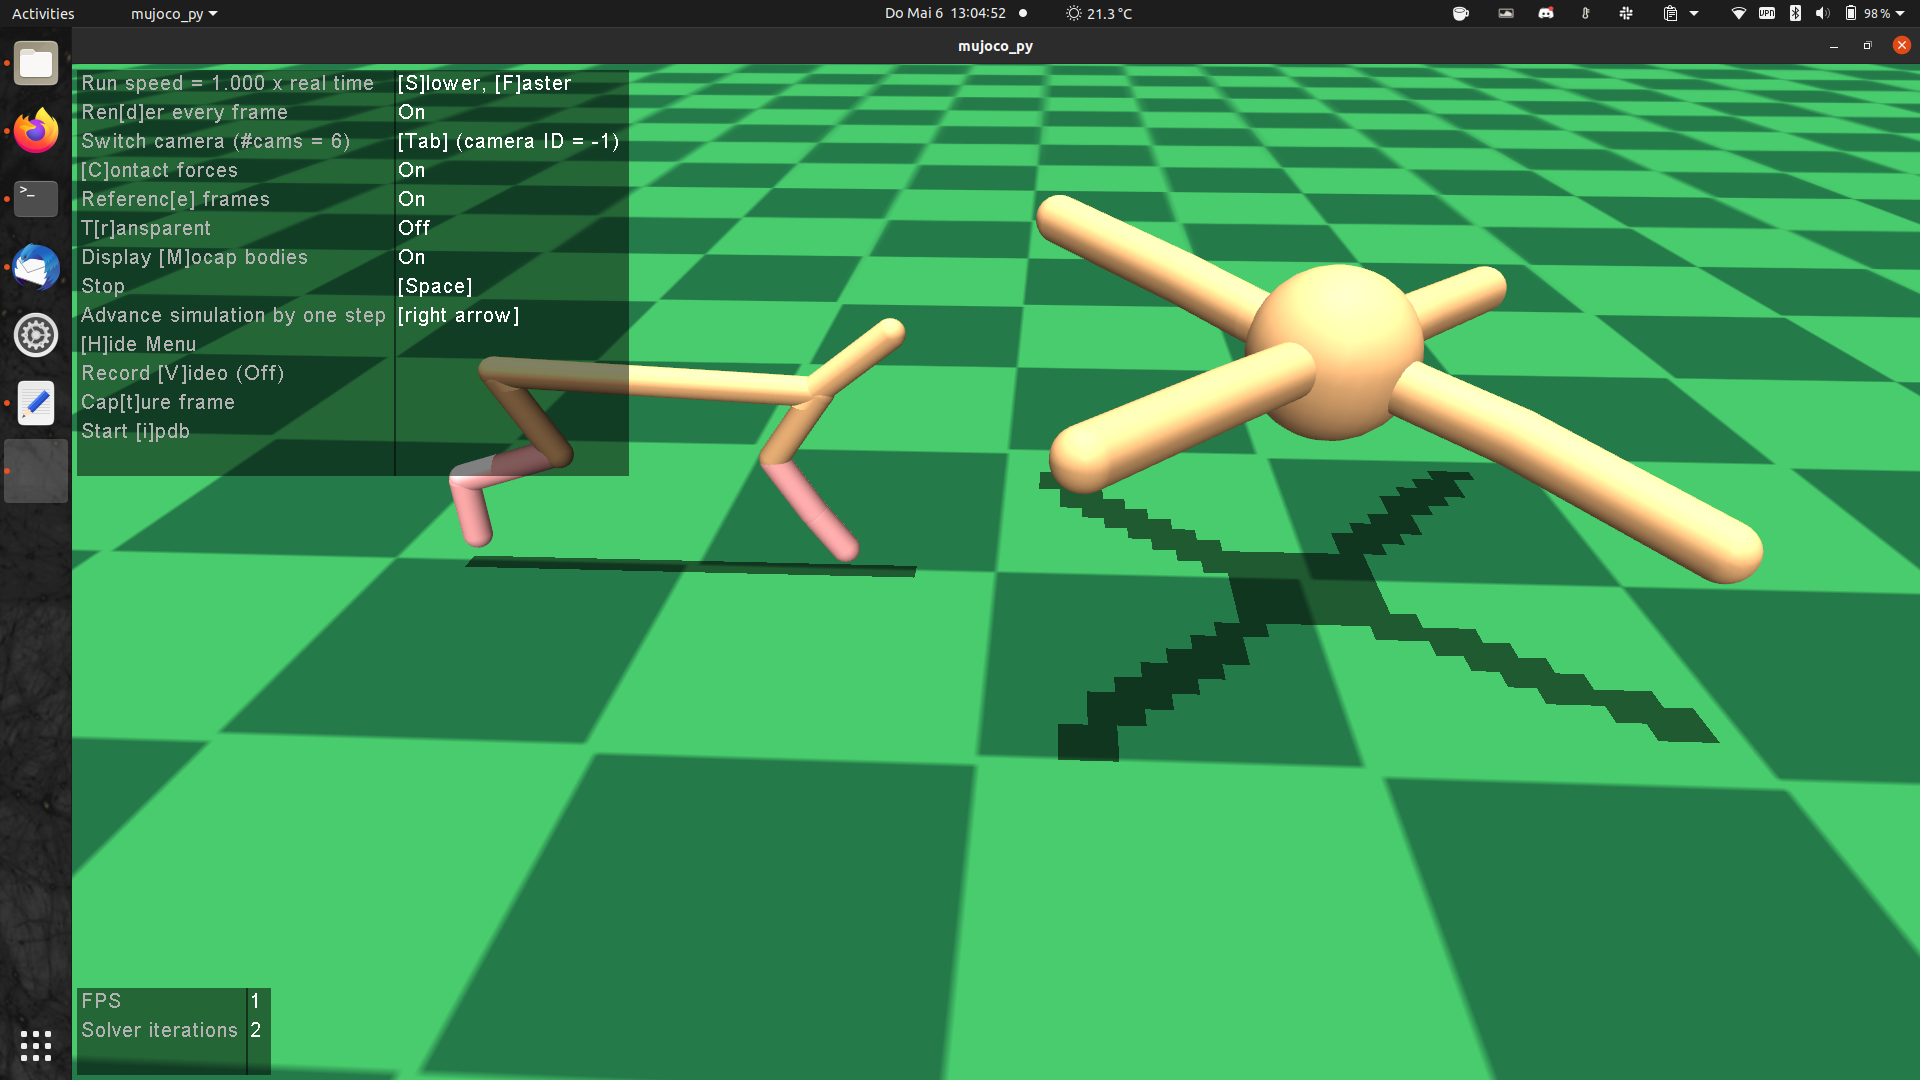 Activities mujoco_py Do Mai 6 13:04:52 21.3 °C VPN 98 %
mujoco_py
Run speed = 1.000 x real time [S]lower, [F]aster
Ren[d]er every frame On
Switch camera (#cams = 6) [Tab] (camera ID = -1)
[C]ontact forces On
Referenc[e] frames On
T[r]ansparent Off
Display [M]ocap bodies On
Stop [Space]
Advance simulation by one step [right arrow]
[H]ide Menu
Record [V]ideo (Off)
Cap[t]ure frame
Start [i]pdb
FPS 1
Solver iterations 2